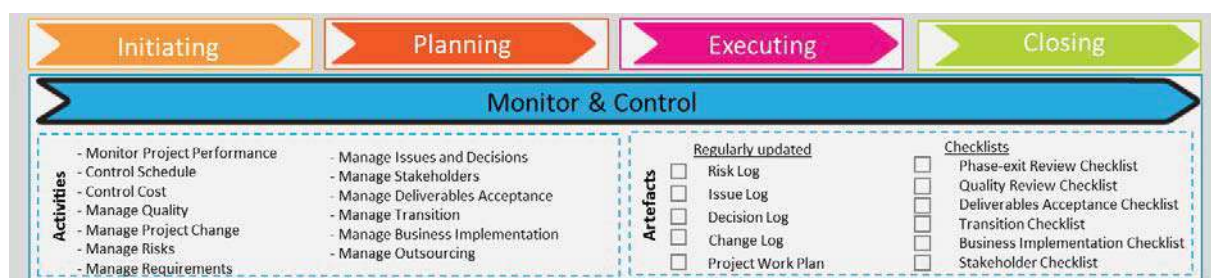 Initiating
Planning
Executing
Closing
Monitor & Control
Activities
- Monitor Project Performance
- Control Schedule
- Control Cost
- Manage Quality
- Manage Project Change
- Manage Risks
- Manage Requirements
- Manage Issues and Decisions
- Manage Stakeholders
- Manage Deliverables Acceptance
- Manage Transition
- Manage Business Implementation
- Manage Outsourcing
Artefacts
Regularly updated
Risk Log
Issue Log
Decision Log
Change Log
Project Work Plan
Checklists
Phase-exit Review Checklist
Quality Review Checklist
Deliverables Acceptance Checklist
Transition Checklist
Business Implementation Checklist
Stakeholder Checklist